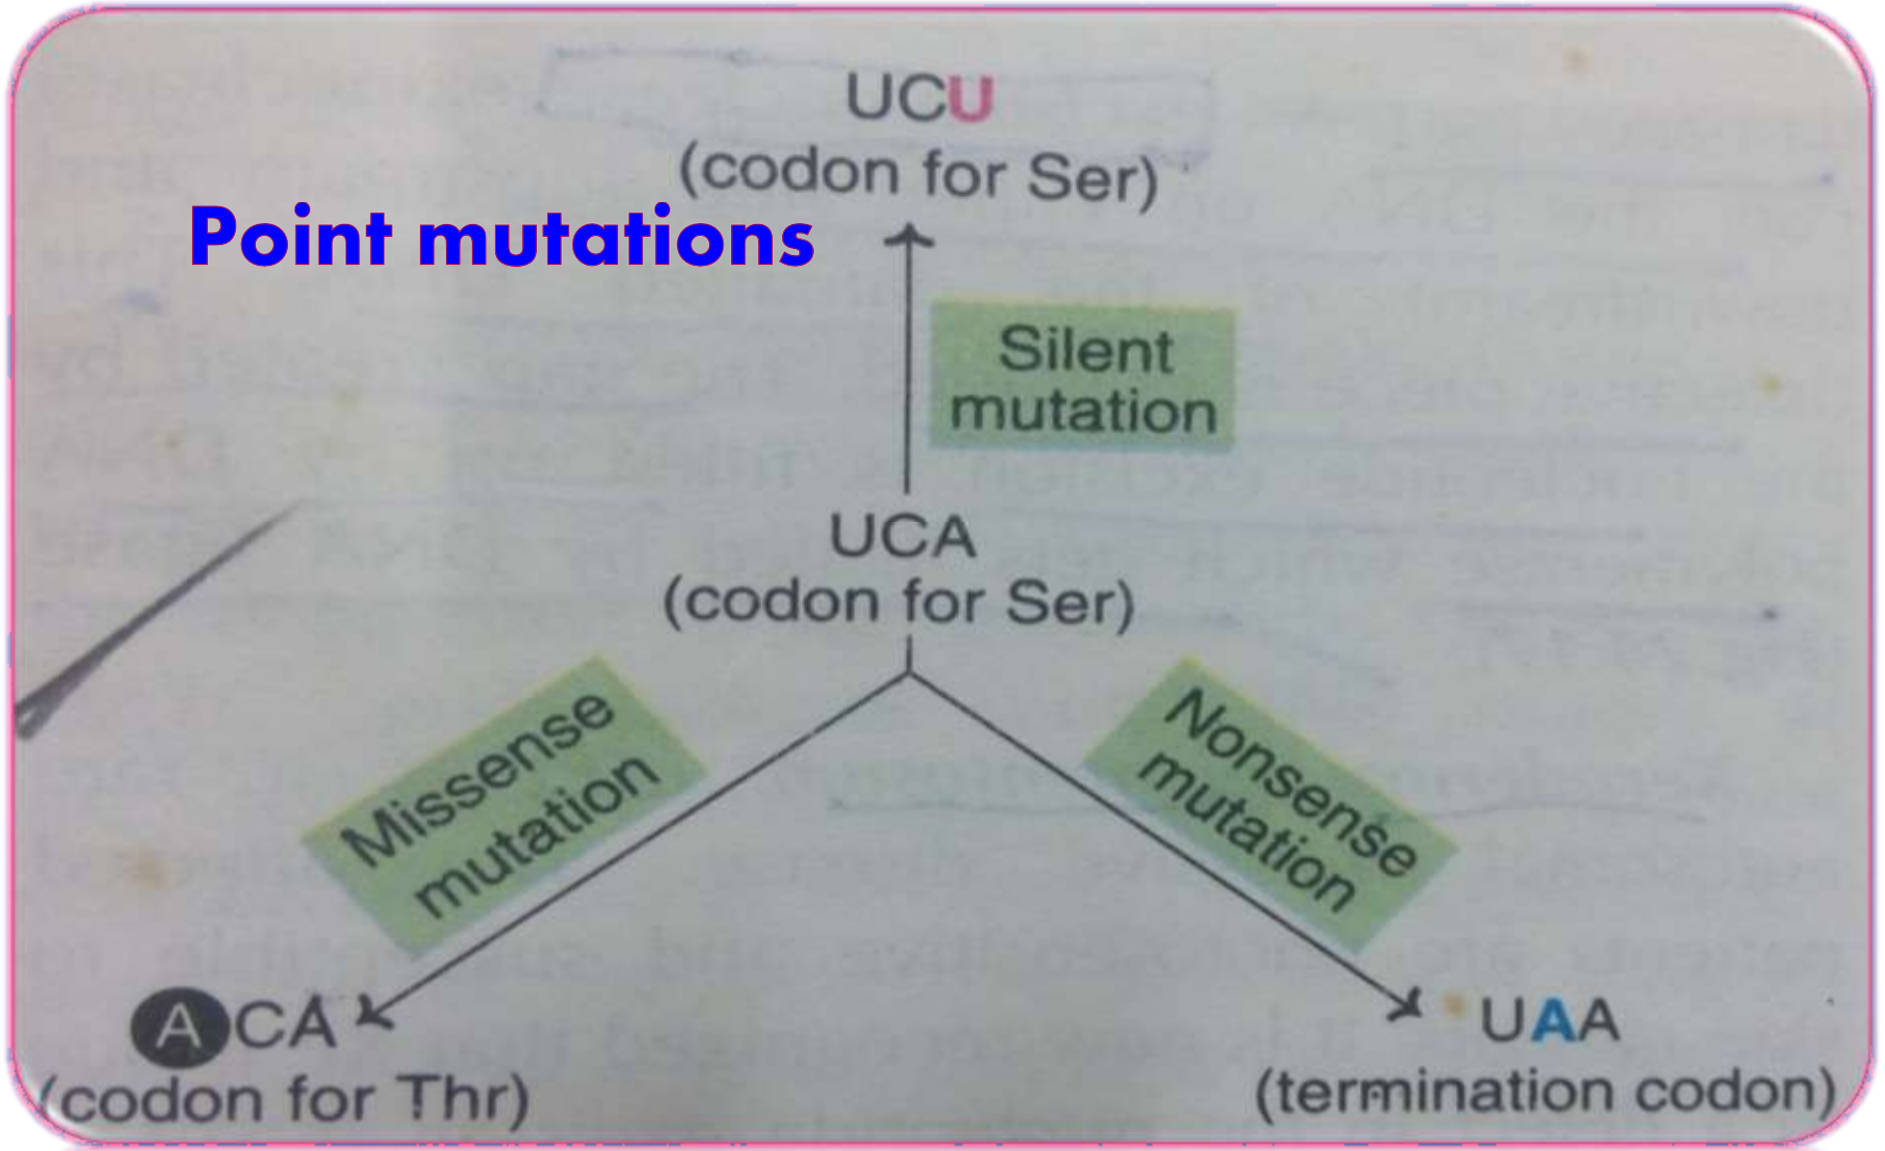 UCU
(codon for Ser)
Point mutations
Silent
mutation
UCA
(codon for Ser)
Missense
mutation
Nonsense
mutation
ACA
(codon for Thr)
UAA
(termination codon)